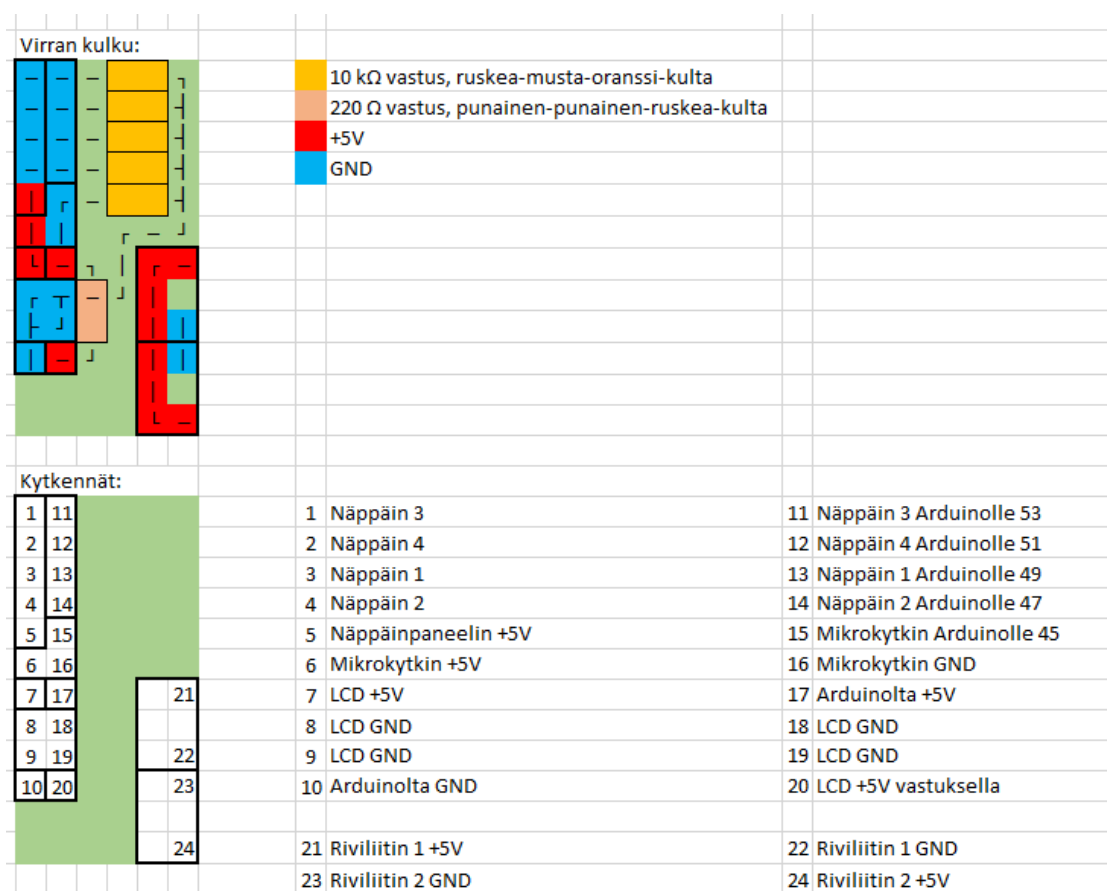 Virran kulku:
10 kΩ vastus, ruskea-musta-oranssi-kulta
220 Ω vastus, punainen-punainen-ruskea-kulta
+5V
GND
Kytkennät:
1 11 1 Näppäin 3 11 Näppäin 3 Arduinolle 53
2 12 2 Näppäin 4 12 Näppäin 4 Arduinolle 51
3 13 3 Näppäin 1 13 Näppäin 1 Arduinolle 49
4 14 4 Näppäin 2 14 Näppäin 2 Arduinolle 47
5 15 5 Näppäinpaneelin +5V 15 Mikrokytkin Arduinolle 45
6 16 6 Mikrokytkin +5V 16 Mikrokytkin GND
7 17 21 7 LCD +5V 17 Arduinolta +5V
8 18 8 LCD GND 18 LCD GND
9 19 22 9 LCD GND 19 LCD GND
10 20 23 10 Arduinolta GND 20 LCD +5V vastuksella
24 21 Riviliitin 1 +5V 22 Riviliitin 1 GND
23 Riviliitin 2 GND 24 Riviliitin 2 +5V